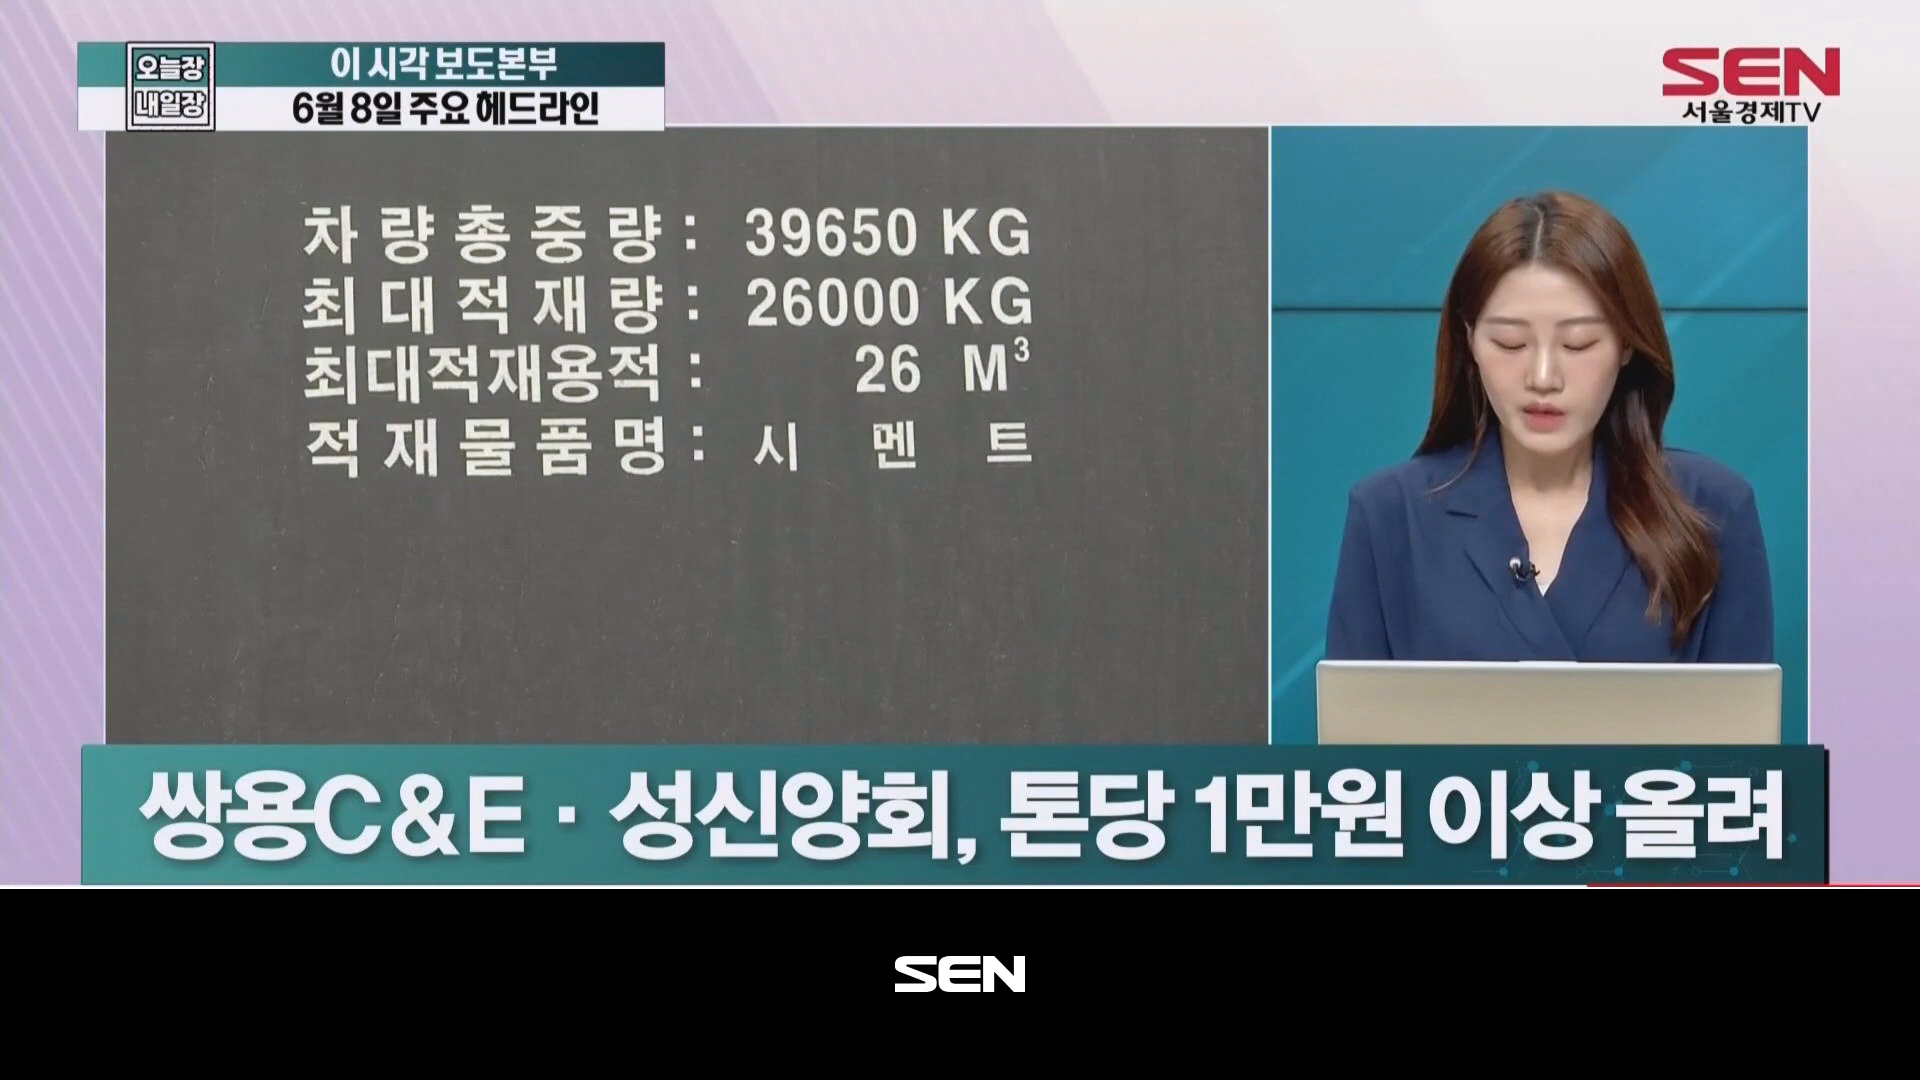 오늘장
내일장
이 시각 보도본부
6월 8일 주요 헤드라인
SEN
서울경제TV
차량총중량: 39650 KG
최대적재량: 26000 KG
최대적재용적: 26 M³
적재물품명: 시멘트
쌍용C&E · 성신양회, 톤당 1만원 이상 올려
SEN